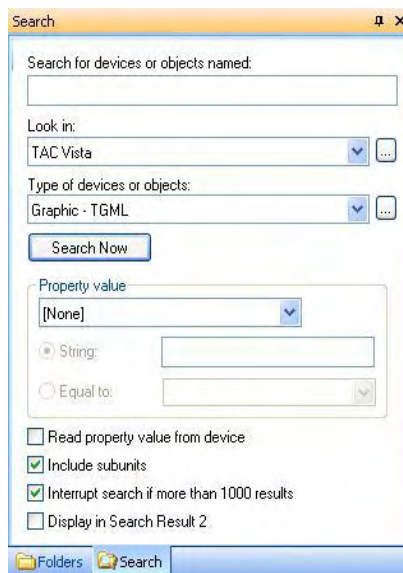 Search
Search for devices or objects named:
Look in:
TAC Vista
...
Type of devices or objects:
Graphic - TGML
...
Search Now
Property value
[None]
String:
Equal to:
Read property value from device
Include subunits
Interrupt search if more than 1000 results
Display in Search Result 2
Folders Search